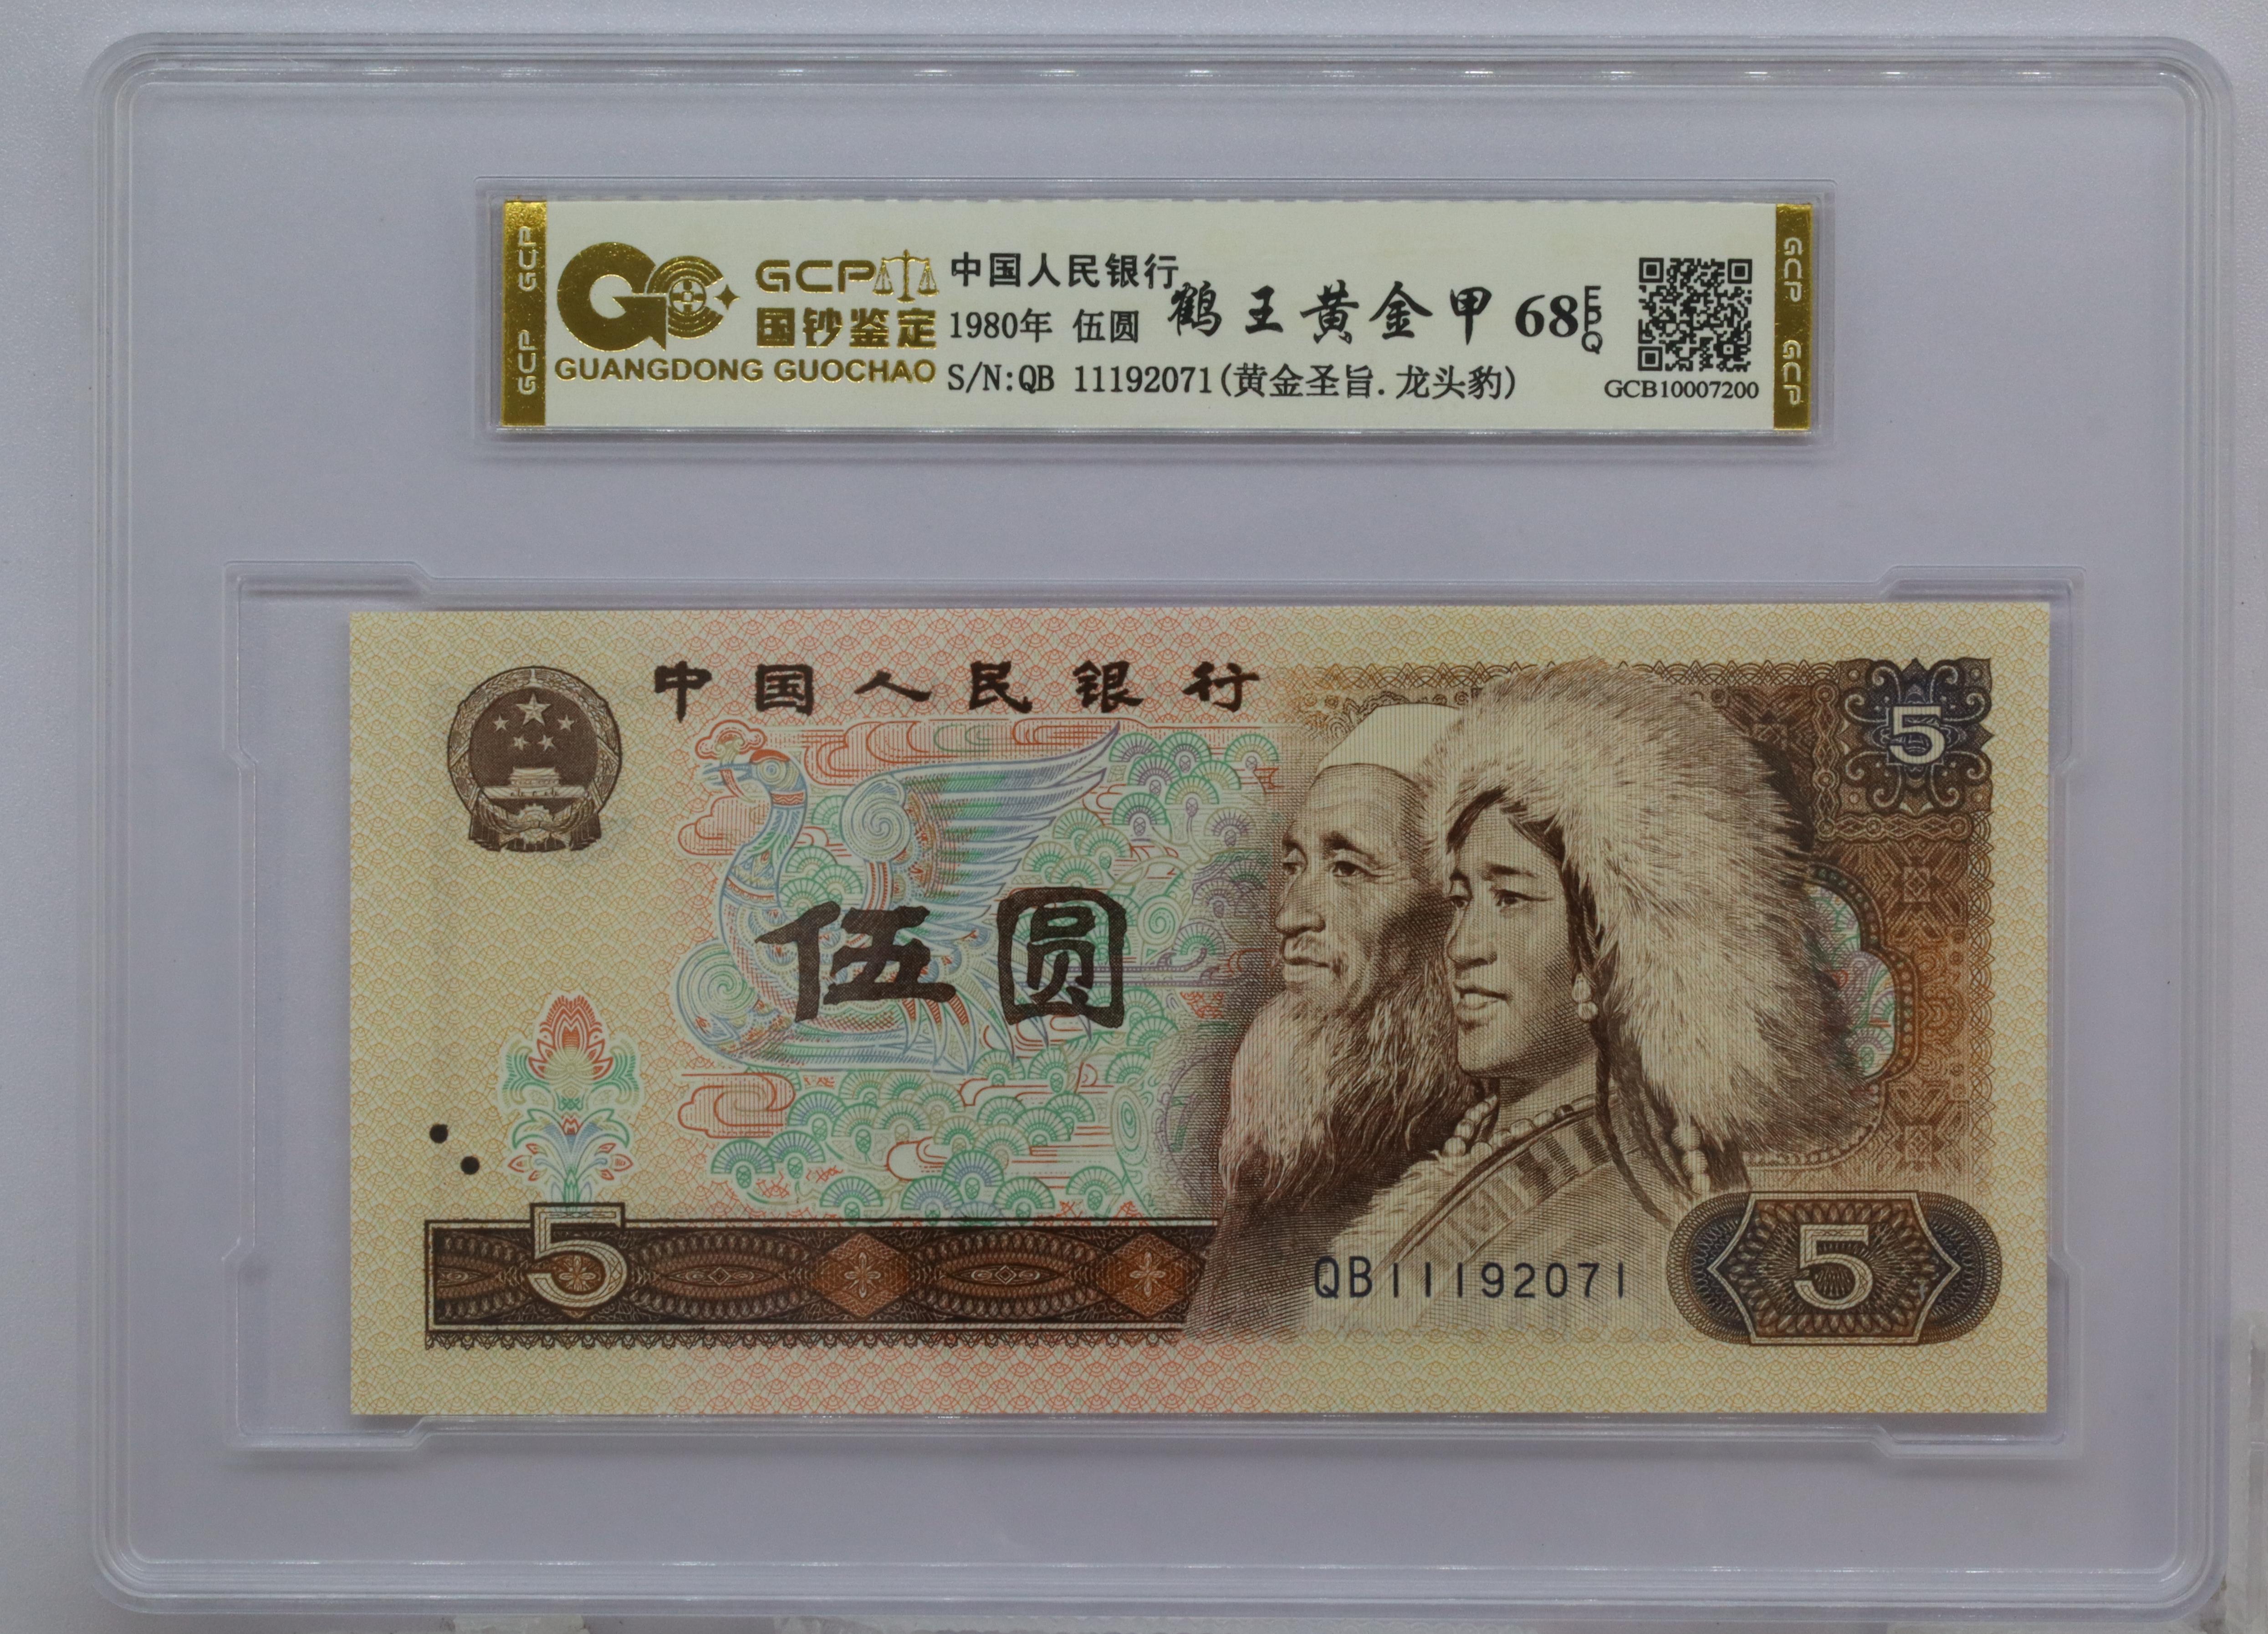 GCP GCP
GCP
国钞鉴定
GUANGDONG GUOCHAO
中国人民银行
1980年 伍圆
鹤王黄金甲 68 EPQ
S/N:QB 11192071(黄金圣旨.龙头豹)
GCB10007200
GCP GCP
中国人民银行
5
伍圆
5
QB11192071
5